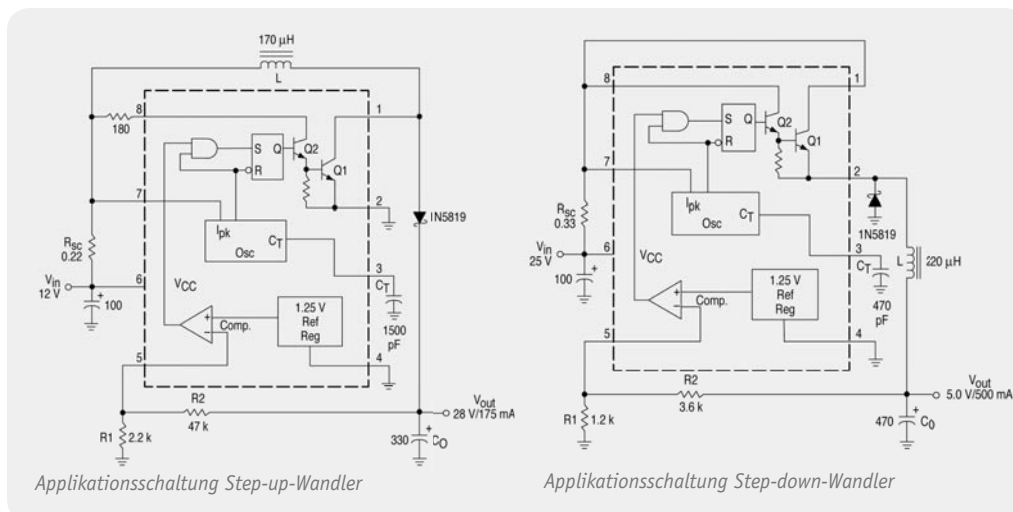 170 µH
L
8
180
1
S
Q
Q2
R
Q1
7
2
Ipk
Osc
CT
1N5819
Rsc
0.22
VCC
3
CT
Vin
12 V
6
100
1.25 V
Ref
Reg
1500
pF
+
−
Comp.
5
4
R2
47 k
Vout
28 V/175 mA
R1
2.2 k
330
+
CO
Applikationsschaltung Step-up-Wandler
8
1
S
Q
Q2
R
Q1
7
2
Ipk
Osc
CT
1N5819
Rsc
0.33
VCC
3
CT
L
220 µH
Vin
25 V
6
100
1.25 V
Ref
Reg
470
pF
+
−
Comp.
5
4
R2
3.6 k
Vout
5.0 V/500 mA
R1
1.2 k
470
+
C0
Applikationsschaltung Step-down-Wandler